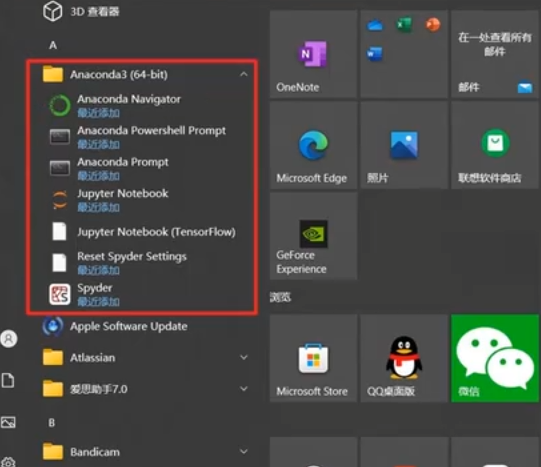 3D 查看器
A
Anaconda3 (64-bit)
Anaconda Navigator
最近添加
Anaconda Powershell Prompt
最近添加
Anaconda Prompt
最近添加
Jupyter Notebook
最近添加
Jupyter Notebook (TensorFlow)
Reset Spyder Settings
最近添加
Spyder
最近添加
Apple Software Update
Atlassian
爱思助手7.0
B
Bandicam
OneNote
在一处查看所有
邮件
邮件
Microsoft Edge
照片
联想软件商店
GeForce
Experience
浏览
Microsoft Store
QQ桌面版
微信